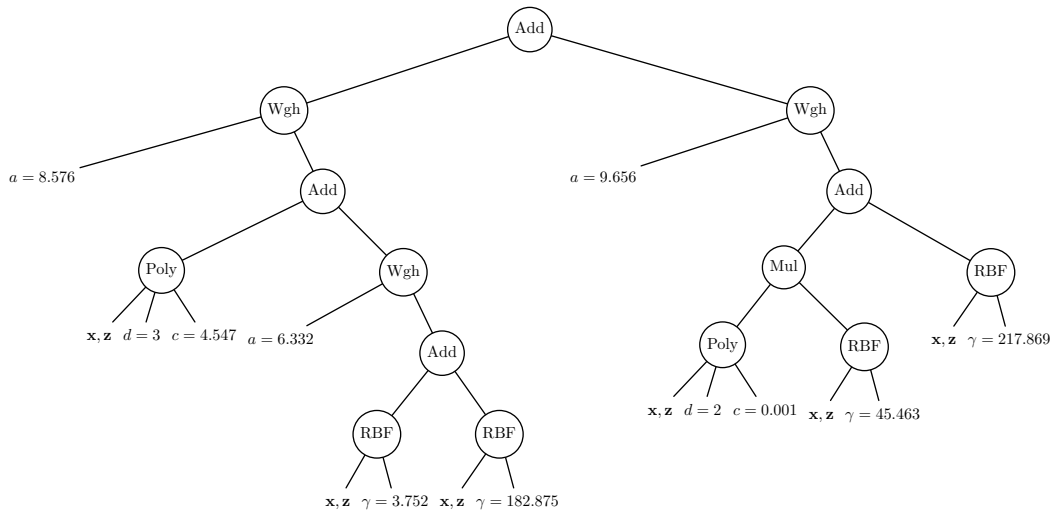 Add
Wgh Wgh
a = 8.576 Add a = 9.656 Add
Poly Wgh Mul RBF
x, z d = 3 c = 4.547 a = 6.332 x, z γ = 217.869
Add Poly RBF
x, z d = 2 c = 0.001 x, z γ = 45.463
RBF RBF
x, z γ = 3.752 x, z γ = 182.875